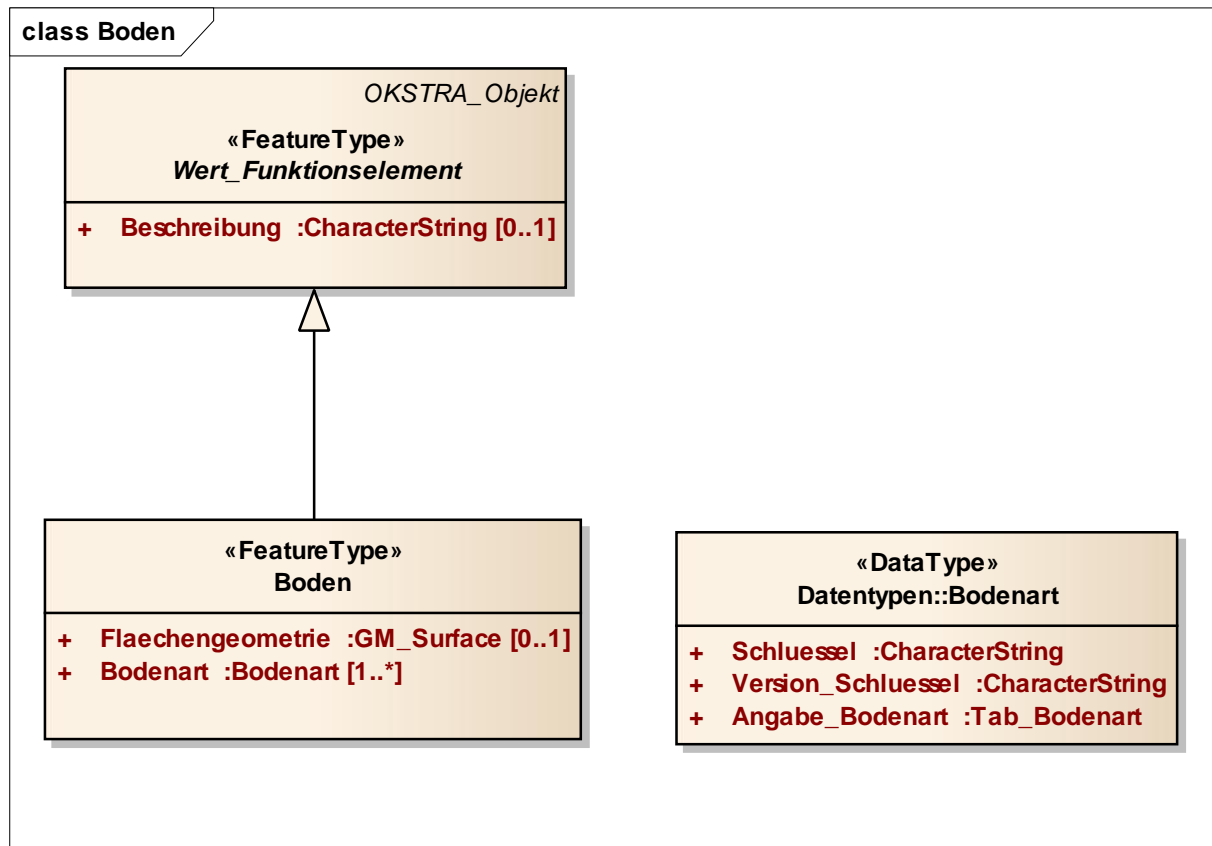 class Boden
OKSTRA_Objekt
«FeatureType»
Wert_Funktionselement
+ Beschreibung :CharacterString [0..1]
«FeatureType»
Boden
+ Flaechengeometrie :GM_Surface [0..1]
+ Bodenart :Bodenart [1..*]
«DataType»
Datentypen::Bodenart
+ Schluessel :CharacterString
+ Version_Schluessel :CharacterString
+ Angabe_Bodenart :Tab_Bodenart